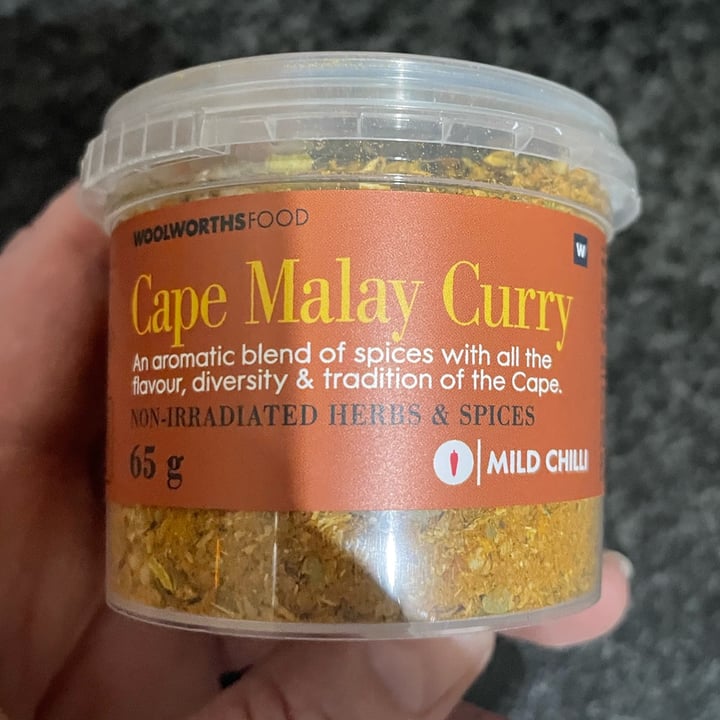 WOOLWORTHSFOOD
W
Cape Malay Curry
An aromatic blend of spices with all the
flavour, diversity & tradition of the Cape.
NON-IRRADIATED HERBS & SPICES
65 g
MILD CHILLI